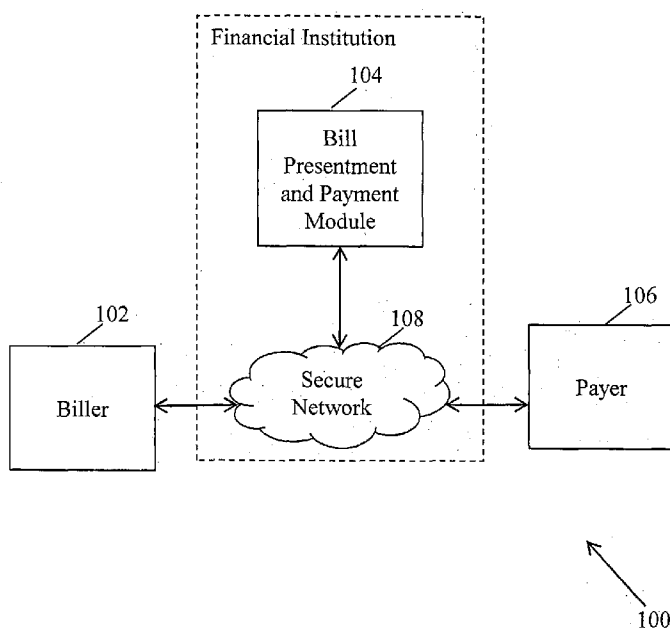 Financial Institution
104
Bill
Presentment
and Payment
Module
102
108
106
Biller
Secure
Network
Payer
100